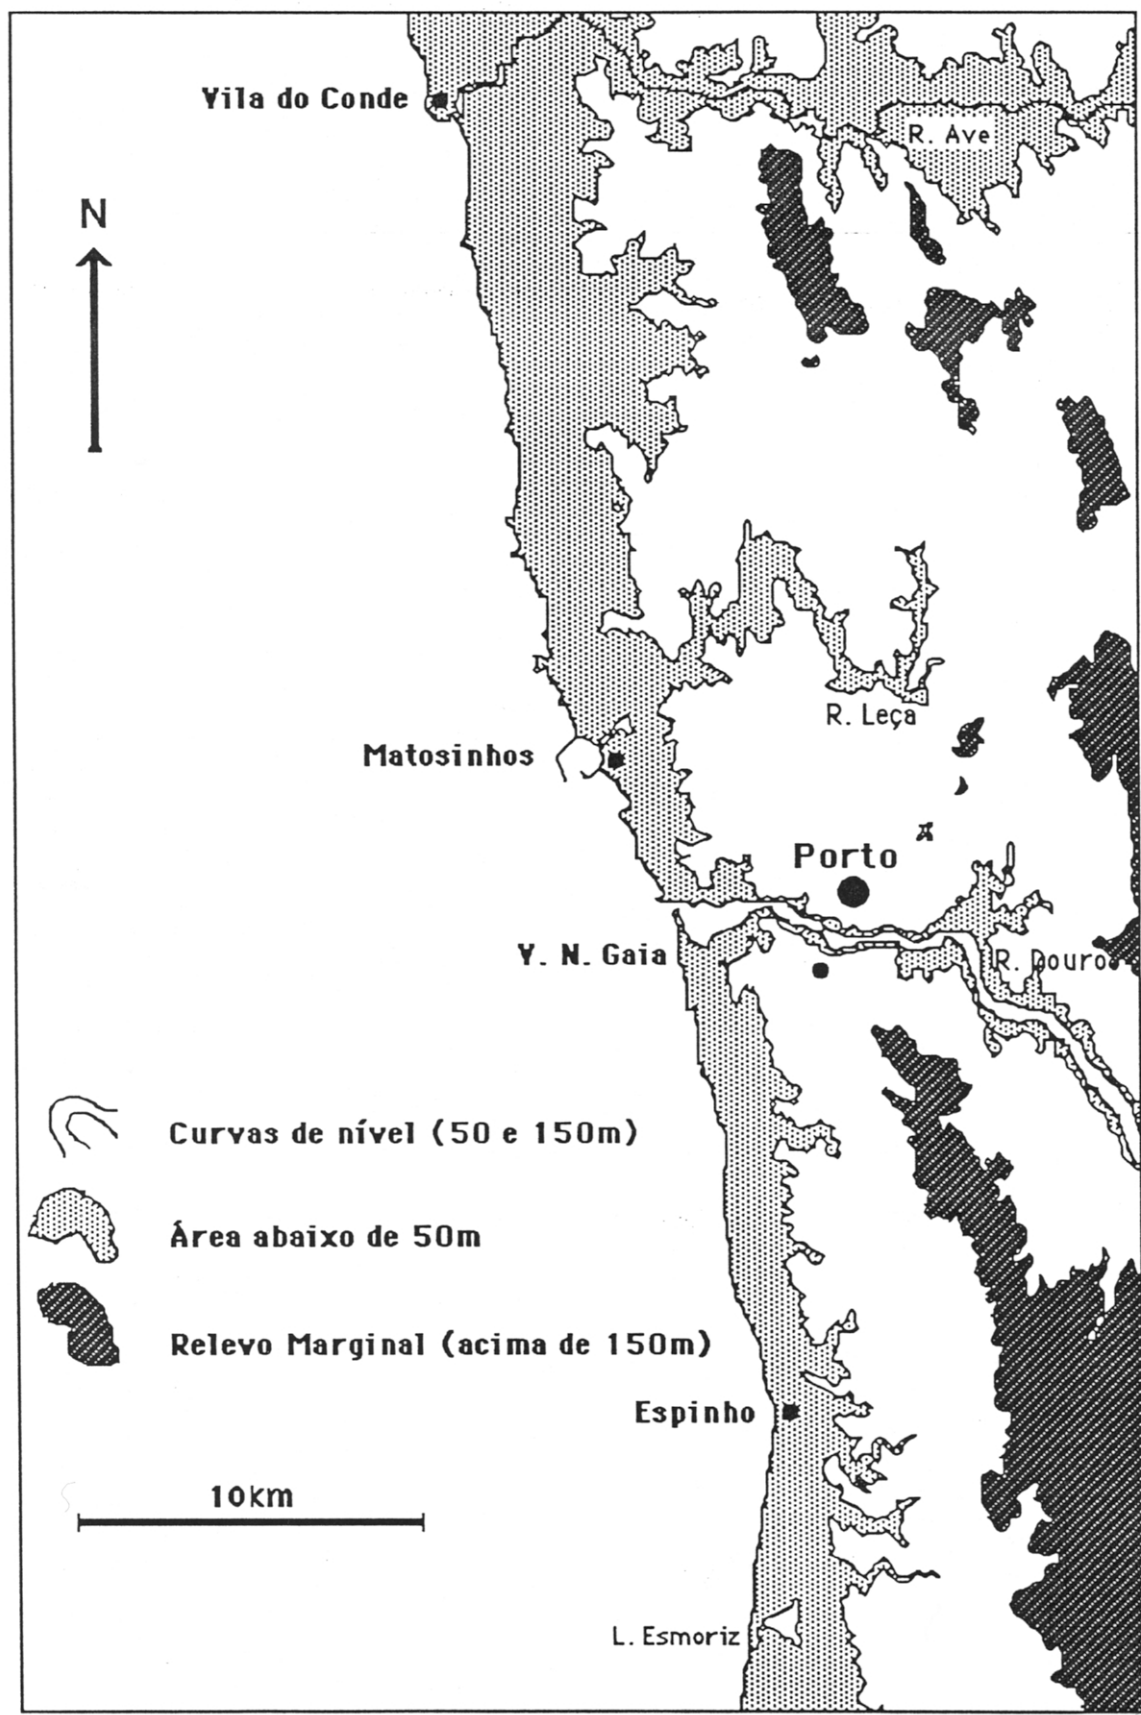 Vila do Conde
R. Ave
N
R. Leça
Matosinhos
Porto
V. N. Gaia
R. Douro
Curvas de nível (50 e 150m)
Área abaixo de 50m
Relevo Marginal (acima de 150m)
Espinho
10km
L. Esmoriz